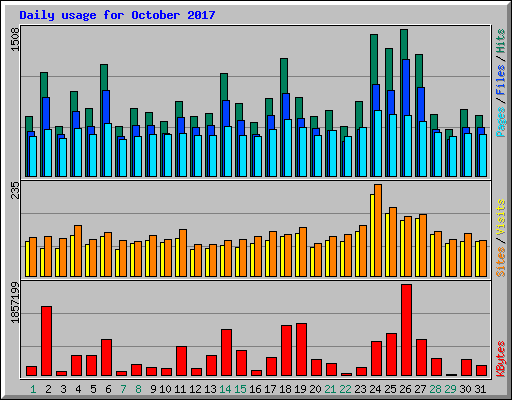 Daily usage for October 2017
1508
Pages / Files / Hits
235
Sites / Visits
1857199
KBytes
1 2 3 4 5 6 7 8 9 10 11 12 13 14 15 16 17 18 19 20 21 22 23 24 25 26 27 28 29 30 31